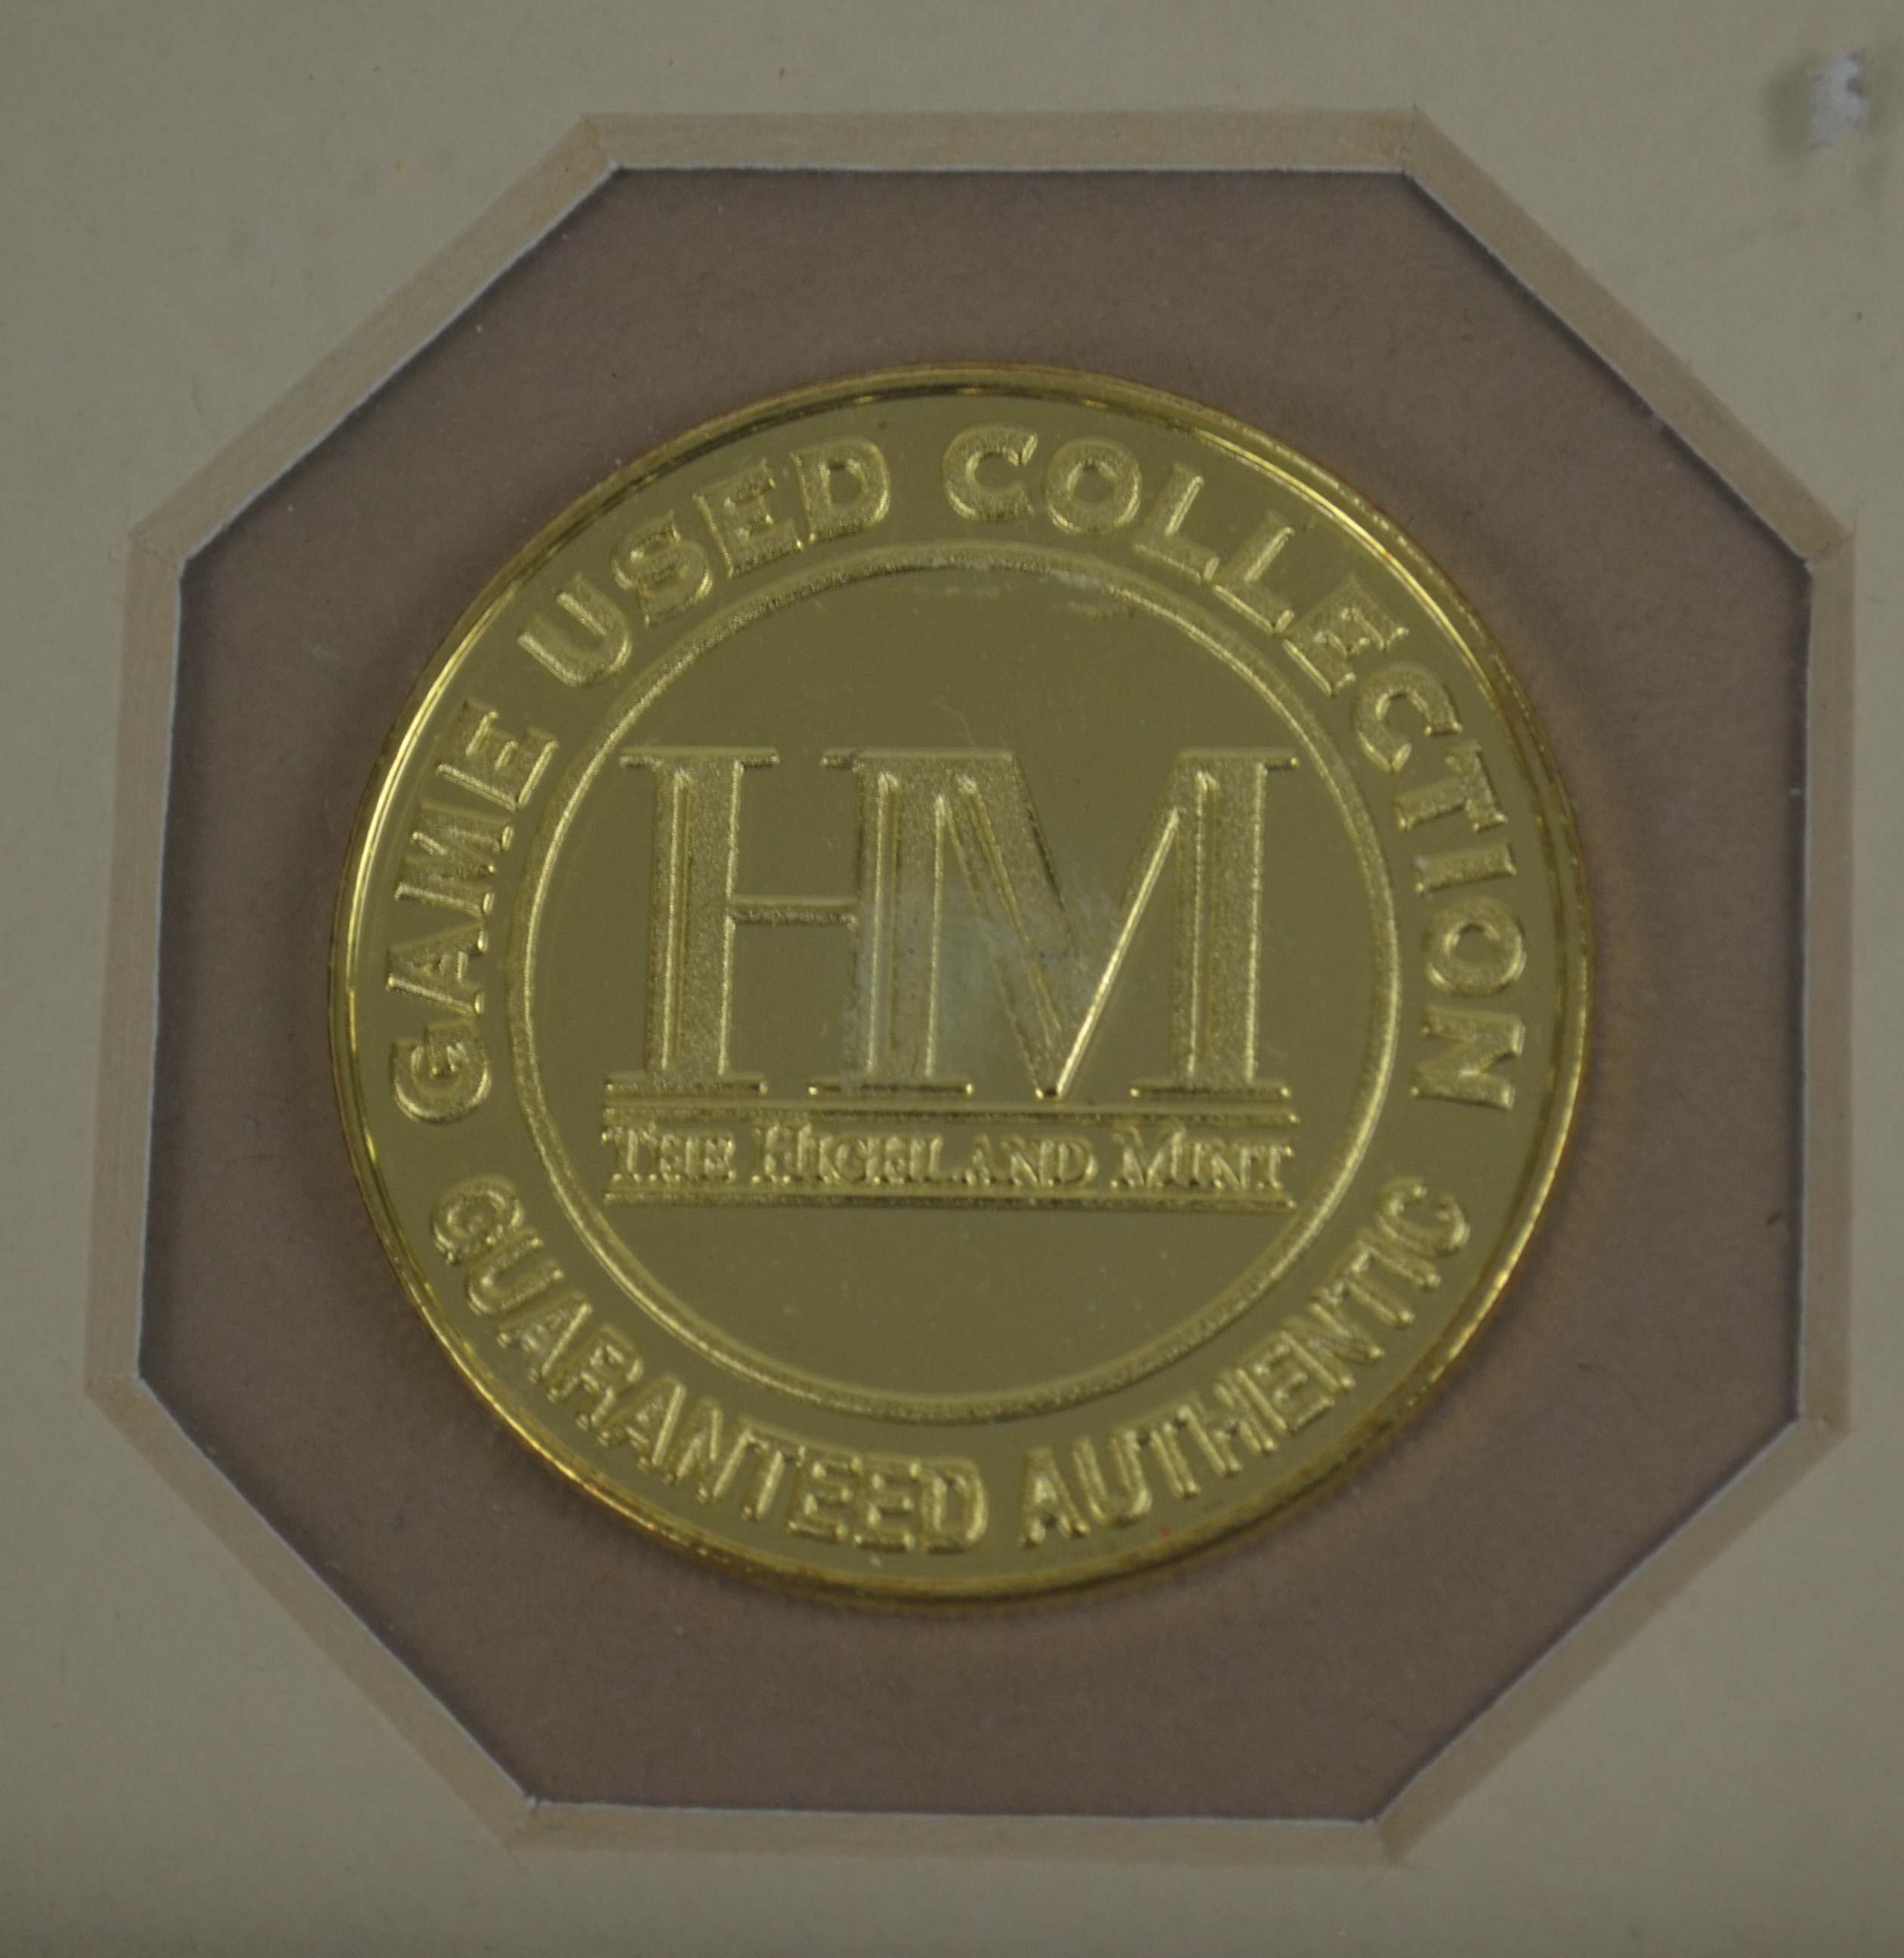 GAME USED COLLECTION
HM
THE HIGHLAND MINT
GUARANTEED AUTHENTIC